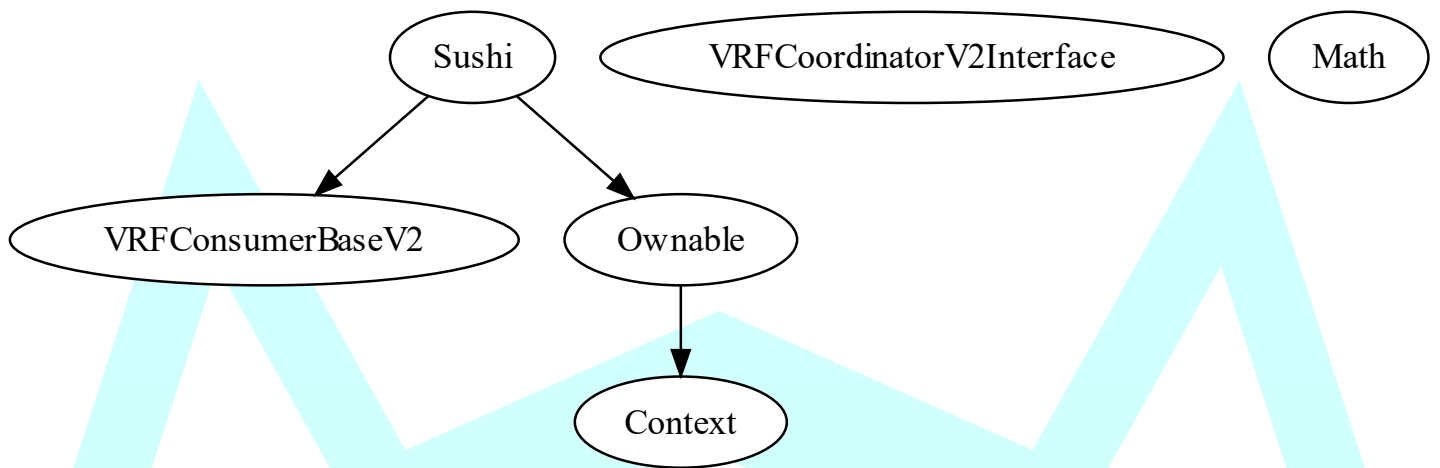 Sushi
VRFCoordinatorV2Interface
Math
VRFConsumerBaseV2
Ownable
Context